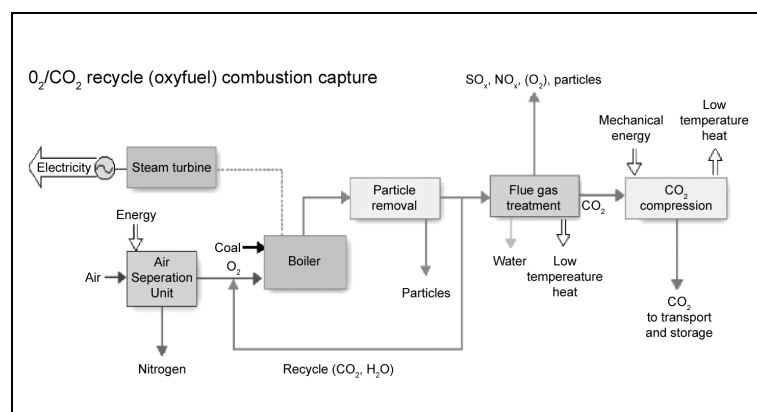 0₂/CO₂ recycle (oxyfuel) combustion capture
SOₓ, NOₓ, (O₂), particles
Mechanical
energy
Low
temperature
heat
Electricity
Steam turbine
Particle
removal
Flue gas
treatment
CO₂
CO₂
compression
Energy
Coal
Boiler
Air
Air
Seperation
Unit
O₂
Particles
Water
Low
tempereature
heat
CO₂
to transport
and storage
Nitrogen
Recycle (CO₂, H₂O)